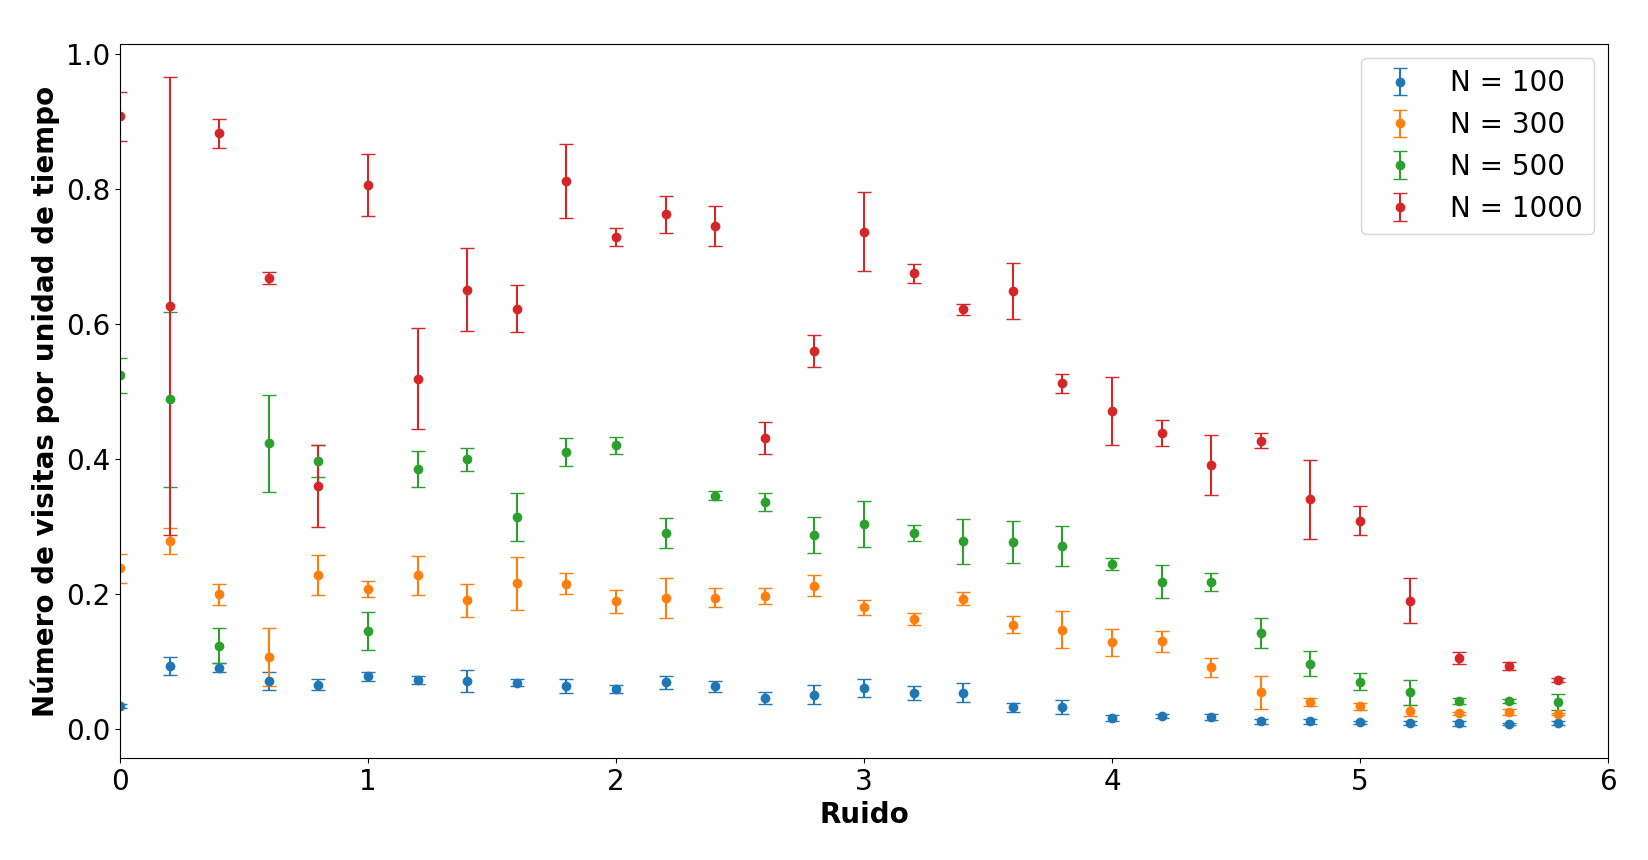 1.0
0.8
0.6
0.4
0.2
0.0
Número de visitas por unidad de tiempo
N = 100
N = 300
N = 500
N = 1000
0 1 2 3 4 5 6
Ruido